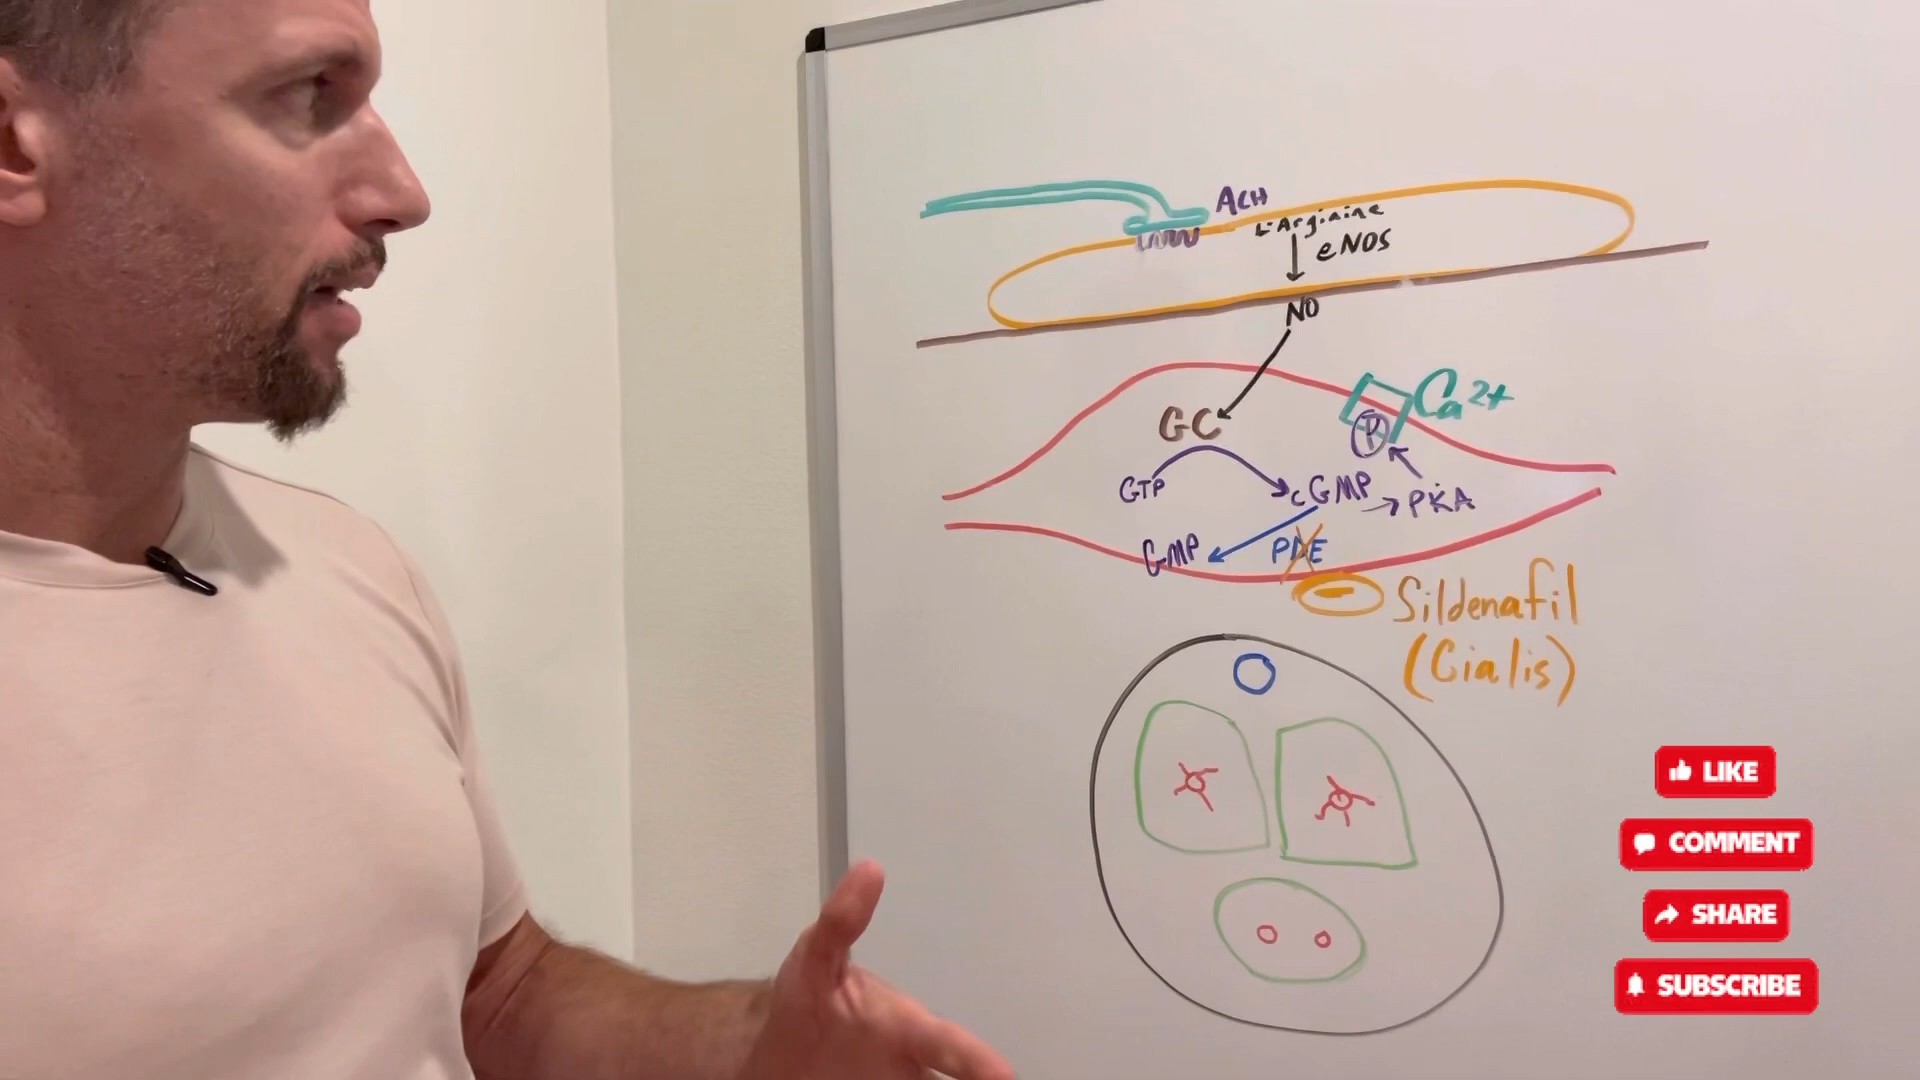 ACH
L-Arginine
eNOS
NO
Ca2+
GC
P
GTP
cGMP
PKA
GMP
PDE
Sildenafil
(Cialis)
LIKE
COMMENT
SHARE
SUBSCRIBE